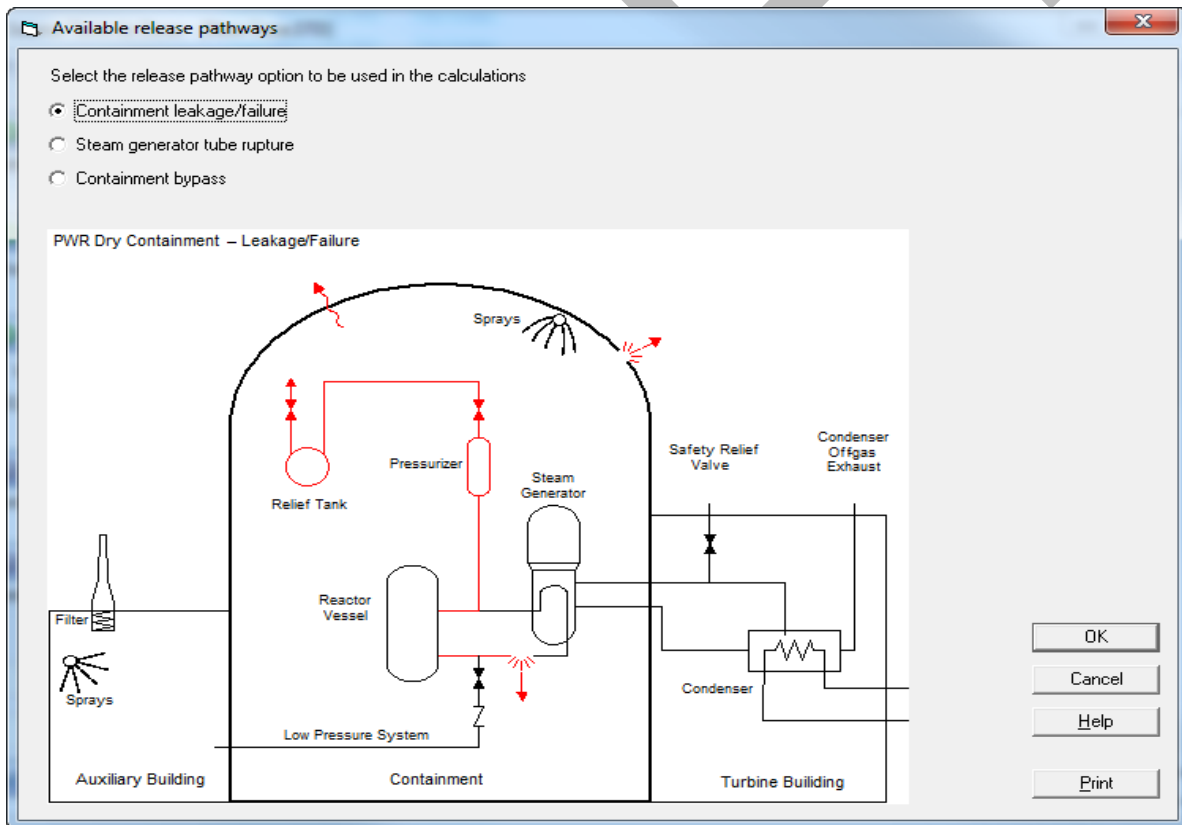 Available release pathways
Select the release pathway option to be used in the calculations
Containment leakage/failure
Steam generator tube rupture
Containment bypass
PWR Dry Containment – Leakage/Failure
Sprays
Pressurizer
Relief Tank
Steam
Generator
Safety Relief
Valve
Condenser
Offgas
Exhaust
Reactor
Vessel
Filter
Sprays
Condenser
Low Pressure System
Auxiliary Building
Containment
Turbine Builiding
OK
Cancel
Help
Print